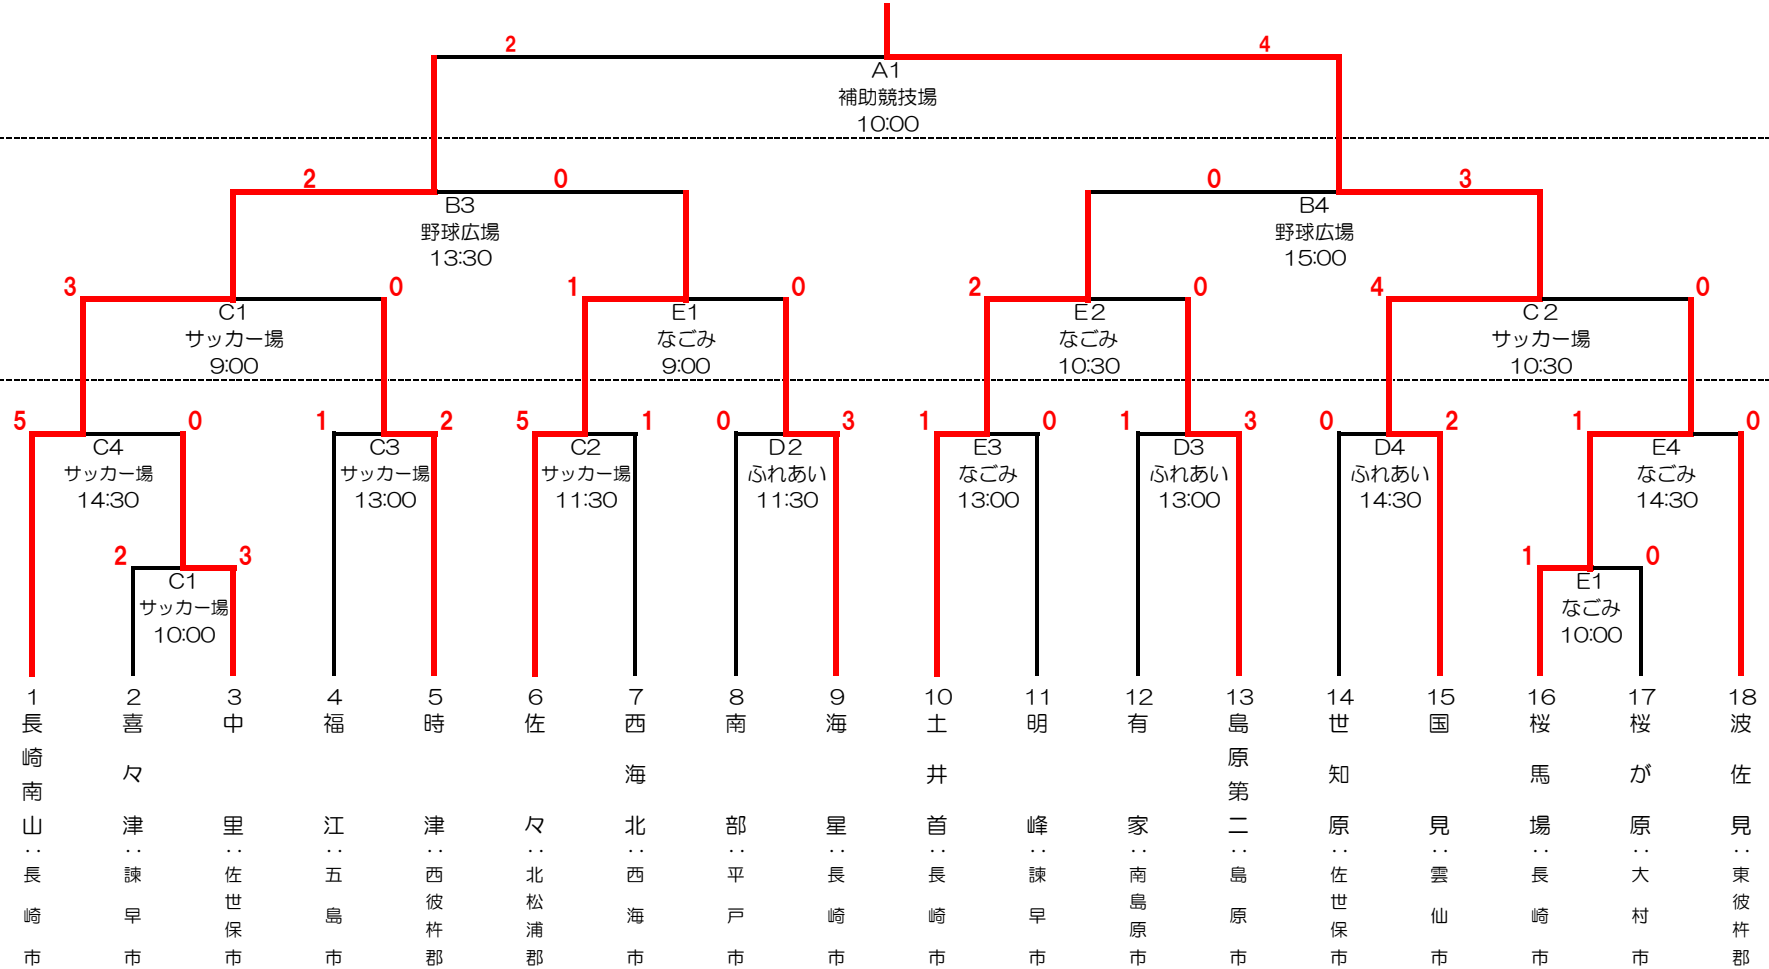 2 4
A1
補助競技場
10:00
2 0 0 3
B3 B4
野球広場 野球広場
13:30 15:00
3 0 1 0 2 0 4 0
C1 E1 E2 C2
サッカー場 なごみ なごみ サッカー場
9:00 9:00 10:30 10:30
5 0 1 2 5 1 0 3 1 0 1 3 0 2 1 0
C4 C3 C2 D2 E3 D3 D4 E4
サッカー場 サッカー場 サッカー場 ふれあい なごみ ふれあい ふれあい なごみ
14:30 13:00 11:30 11:30 13:00 13:00 14:30 14:30
2 3 1 0
C1 E1
サッカー場 なごみ
10:00 10:00
1 長崎南山:長崎市
2 喜々津:諫早市
3 中里:佐世保市
4 福江:五島市
5 時津:西彼杵郡
6 佐々:北松浦郡
7 西海北:西海市
8 南部:平戸市
9 海星:長崎市
10 土井首:長崎市
11 明峰:諫早市
12 有家:南島原市
13 島原第二:島原市
14 世知原:佐世保市
15 国見:雲仙市
16 桜馬場:長崎市
17 桜が原:大村市
18 波佐見:東彼杵郡